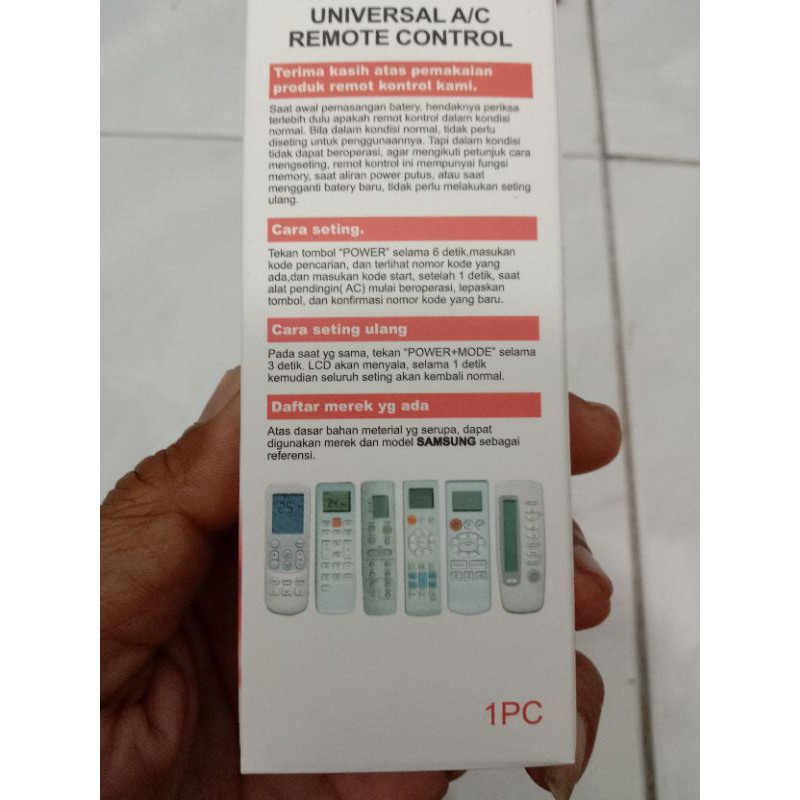 UNIVERSAL A/C
REMOTE CONTROL
Terima kasih atas pemakaian
produk remot kontrol kami.
Saat awal pemasangan batery, hendaknya periksa
terlebih dulu apakah remot kontrol dalam kondisi
normal. Bila dalam kondisi normal, tidak perlu
diseting untuk penggunaannya. Tapi dalam kondisi
tidak dapat beroperasi, agar mengikuti petunjuk cara
mengseting, remot kontrol ini mempunyai fungsi
memory, saat aliran power putus, atau saat
mengganti batery baru, tidak perlu melakukan seting
ulang.
Cara seting.
Tekan tombol "POWER" selama 6 detik,masukan
kode pencarian, dan terlihat nomor kode yang
ada,dan masukan kode start, setelah 1 detik, saat
alat pendingin( AC) mulai beroperasi, lepaskan
tombol, dan konfirmasi nomor kode yang baru.
Cara seting ulang
Pada saat yg sama, tekan "POWER+MODE" selama
3 detik. LCD akan menyala, selama 1 detik
kemudian seluruh seting akan kembali normal.
Daftar merek yg ada
Atas dasar bahan meterial yg serupa, dapat
digunakan merek dan model SAMSUNG sebagai
referensi.
1PC